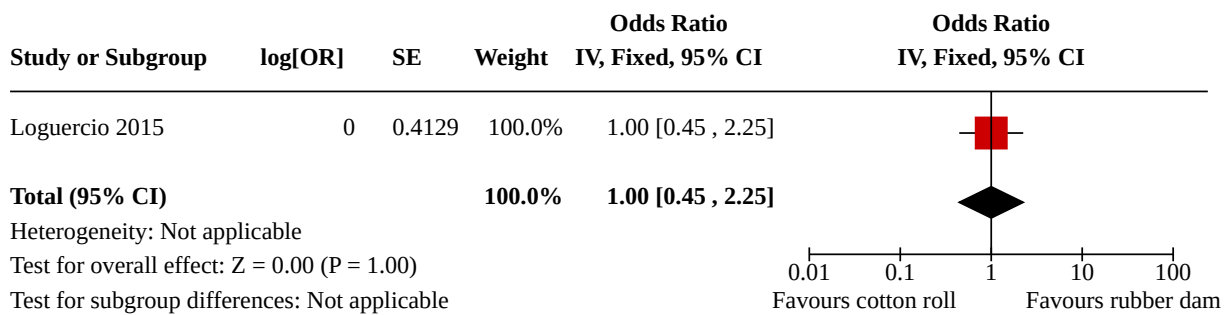 Odds Ratio Odds Ratio
Study or Subgroup log[OR] SE Weight IV, Fixed, 95% CI IV, Fixed, 95% CI
Loguercio 2015 0 0.4129 100.0% 1.00 [0.45 , 2.25]
Total (95% CI) 100.0% 1.00 [0.45 , 2.25]
Heterogeneity: Not applicable
Test for overall effect: Z = 0.00 (P = 1.00) 0.01 0.1 1 10 100
Test for subgroup differences: Not applicable Favours cotton roll Favours rubber dam